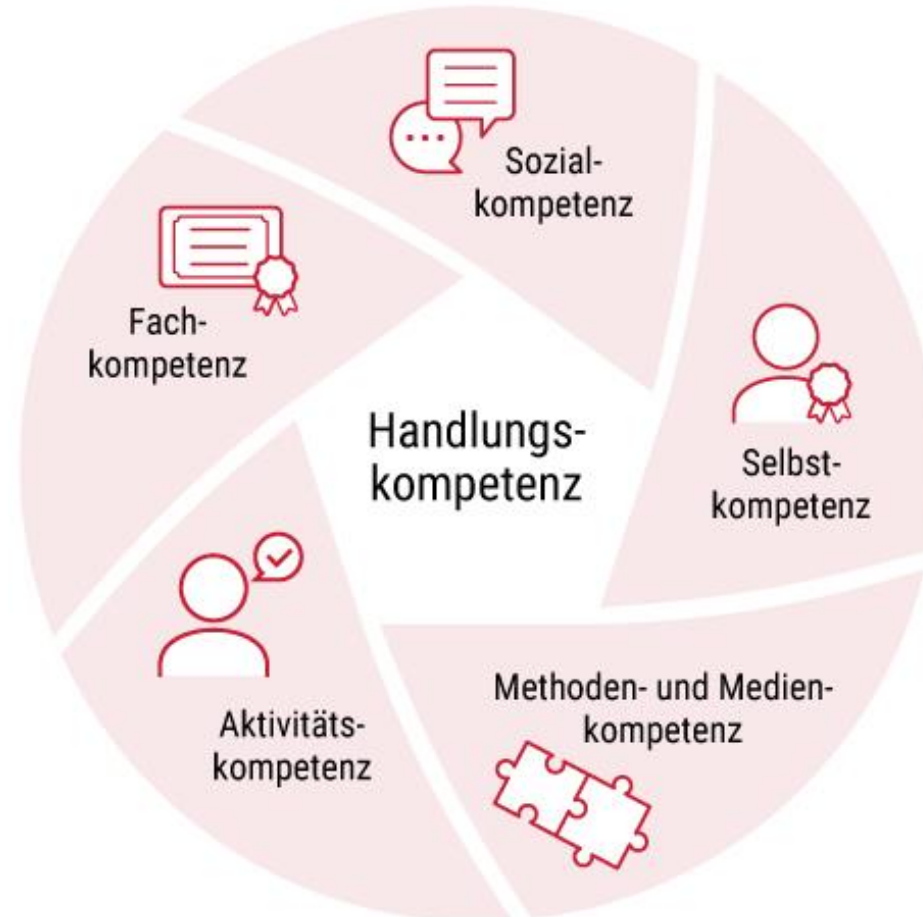 Sozial-
kompetenz
Fach-
kompetenz
Handlungs-
kompetenz
Selbst-
kompetenz
Methoden- und Medien-
kompetenz
Aktivitäts-
kompetenz